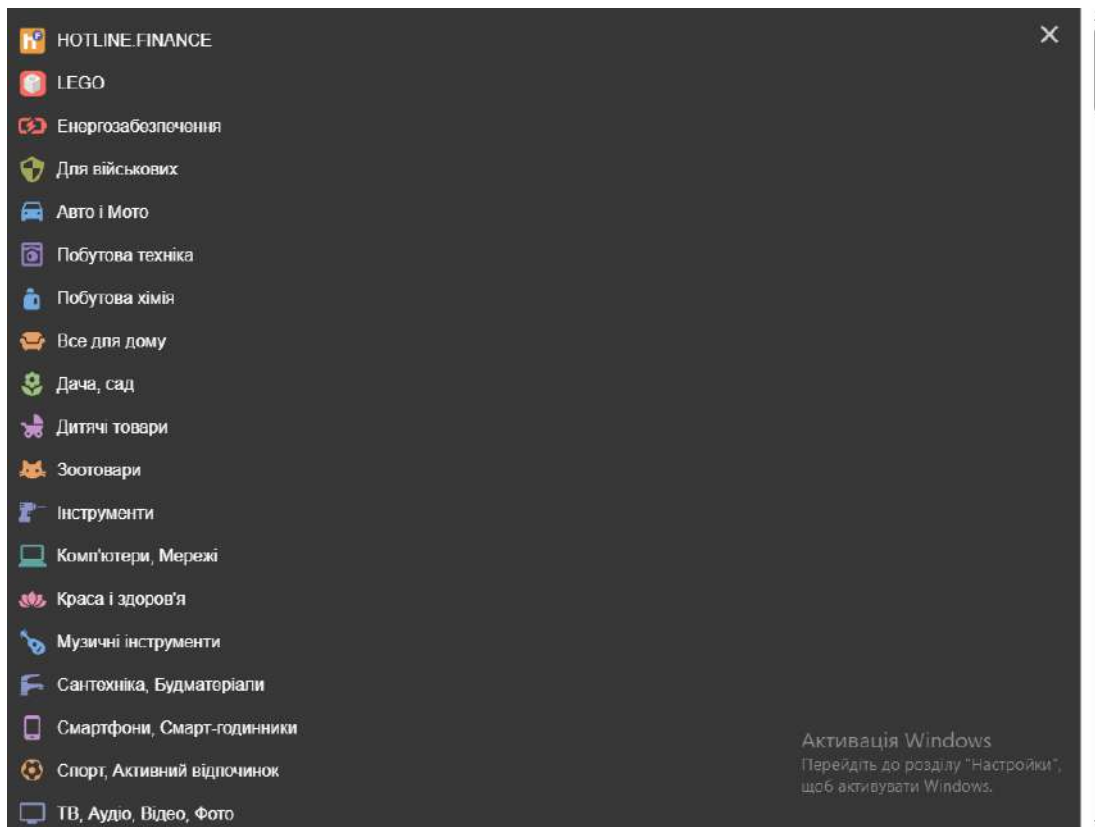 HOTLINE.FINANCE
LEGO
Енергозабезпечення
Для військових
Авто і Мото
Побутова техніка
Побутова хімія
Все для дому
Дача, сад
Дитячі товари
Зоотовари
Інструменти
Комп'ютери, Мережі
Краса і здоров'я
Музичні інструменти
Сантехніка, Будматеріали
Смартфони, Смарт-годинники
Спорт, Активний відпочинок
ТВ, Аудіо, Відео, Фото
Активація Windows
Перейдіть до розділу "Настройки",
щоб активувати Windows.